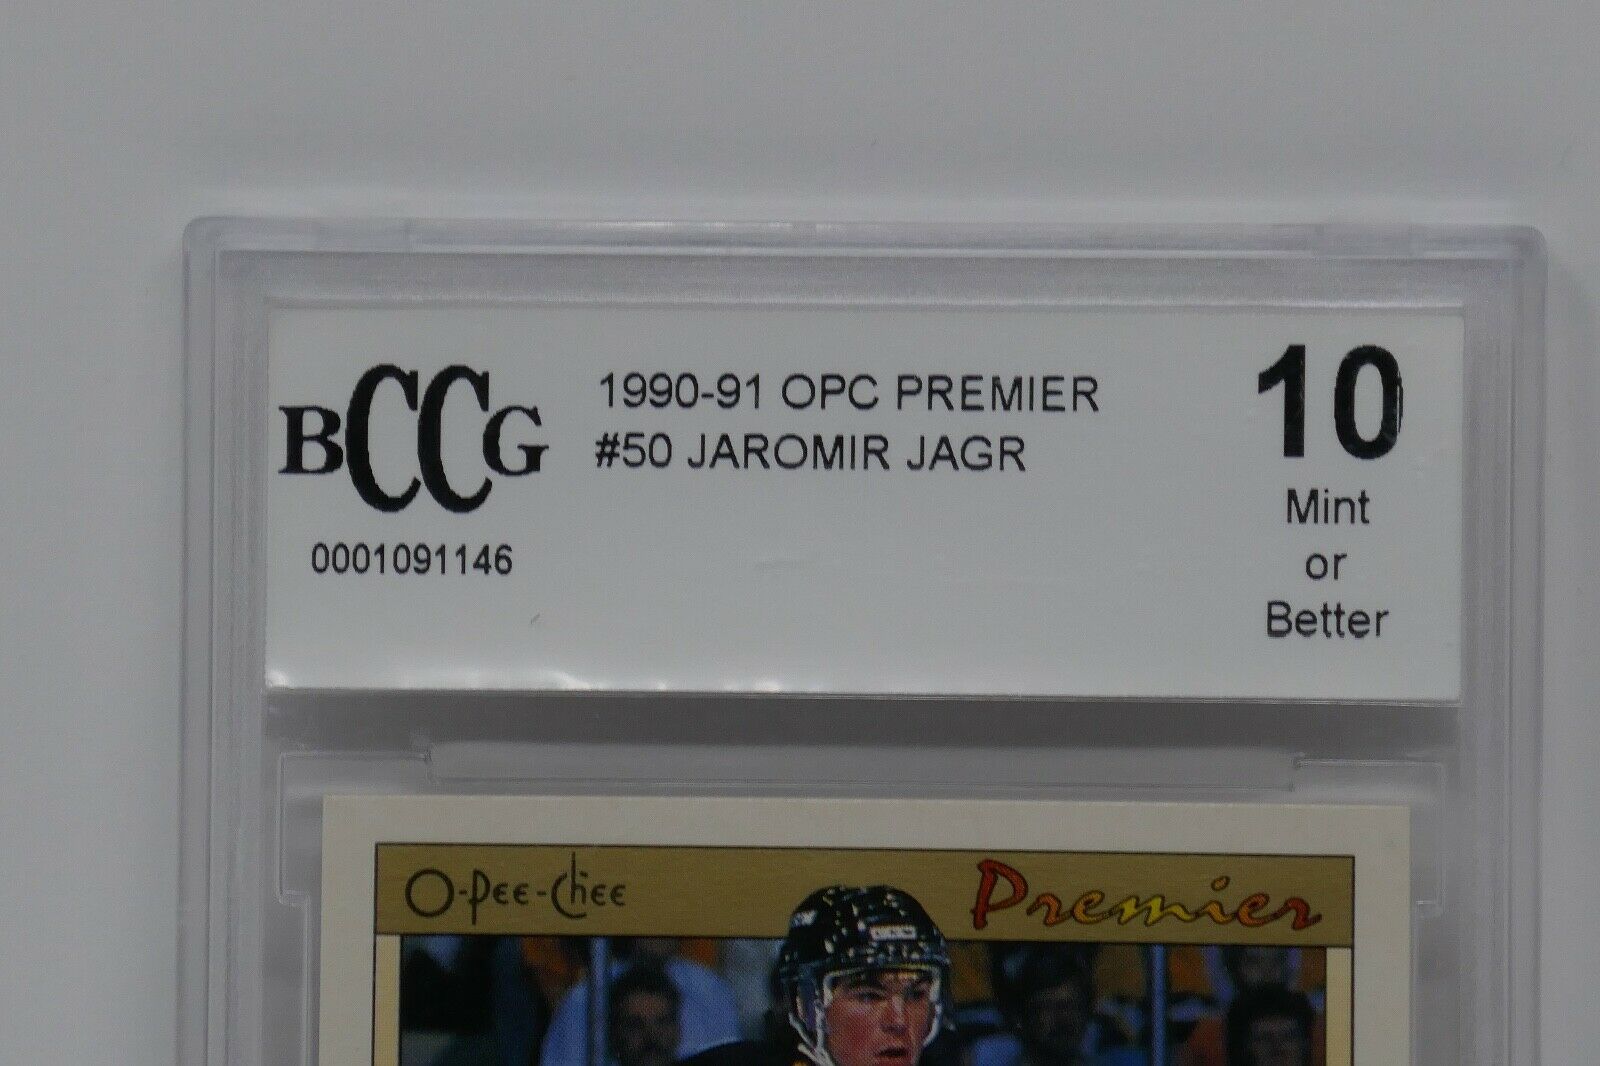 BCCG
0001091146
1990-91 OPC PREMIER
#50 JAROMIR JAGR
10
Mint
or
Better
O-Pee-Chee
Premier